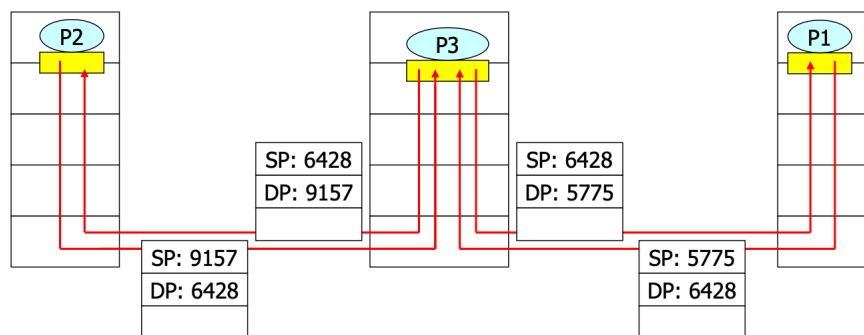 P2
P3
P1
SP: 6428
DP: 9157
SP: 6428
DP: 5775
SP: 9157
DP: 6428
SP: 5775
DP: 6428